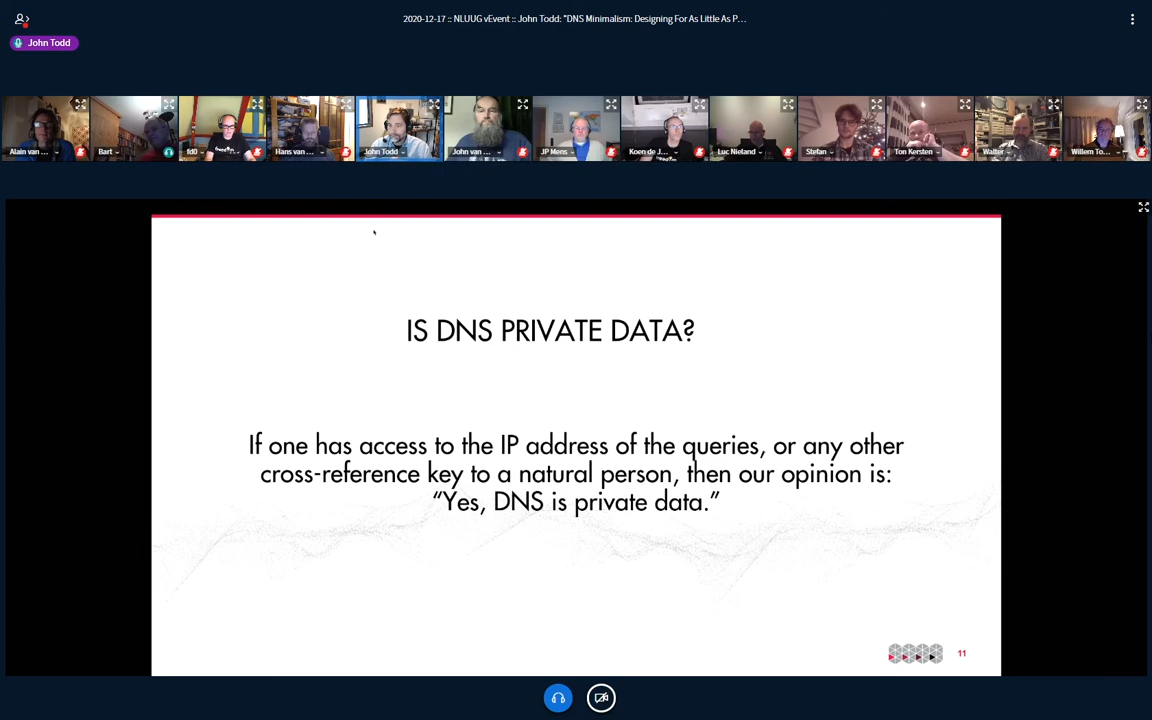 2020-12-17 :: NLUUG vEvent :: John Todd: "DNS Minimalism: Designing For As Little As P...
John Todd
Alain van ...
Bart
fd0
Hans van ...
John Todd
John van ...
JP Mens
Koen de J...
Luc Nieland
Stefan
Ton Kersten
Walter
Willem To...
IS DNS PRIVATE DATA?
If one has access to the IP address of the queries, or any other
cross-reference key to a natural person, then our opinion is:
“Yes, DNS is private data.”
11